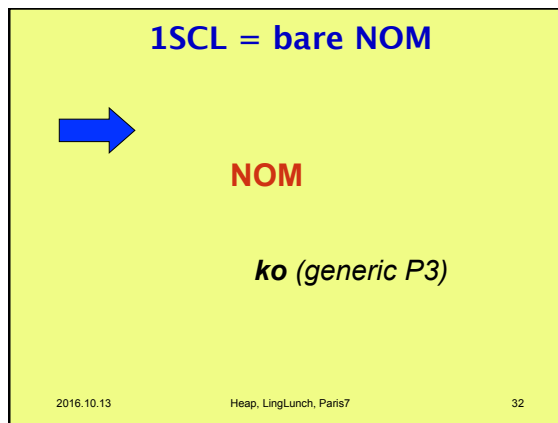 1SCL = bare NOM
NOM
ko (generic P3)
2016.10.13 Heap, LingLunch, Paris7 32